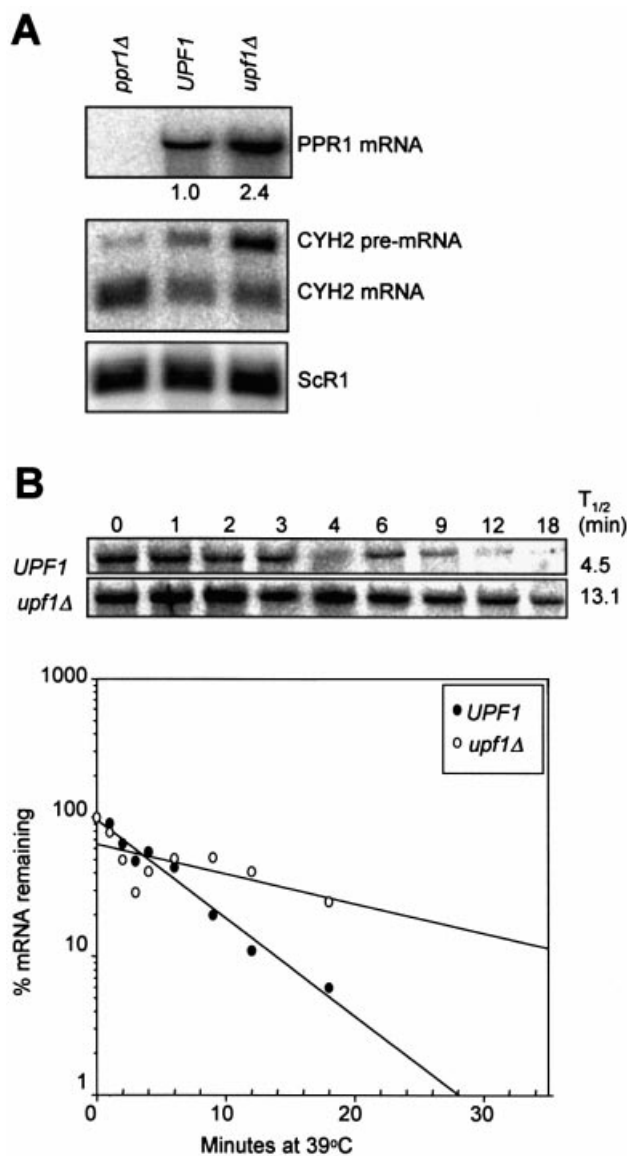 A
ppr1Δ UPF1 upf1Δ
PPR1 mRNA
1.0 2.4
CYH2 pre-mRNA
CYH2 mRNA
ScR1
B
T1/2
(min)
0 1 2 3 4 6 9 12 18
UPF1 4.5
upf1Δ 13.1
1000
UPF1
upf1Δ
100
10
1
% mRNA remaining
0 10 20 30
Minutes at 39ºC